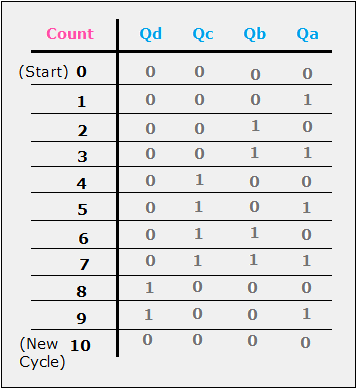 Count Qd Qc Qb Qa
(Start) 0 0 0 0 0
1 0 0 0 1
2 0 0 1 0
3 0 0 1 1
4 0 1 0 0
5 0 1 0 1
6 0 1 1 0
7 0 1 1 1
8 1 0 0 0
9 1 0 0 1
(New
Cycle) 10 0 0 0 0